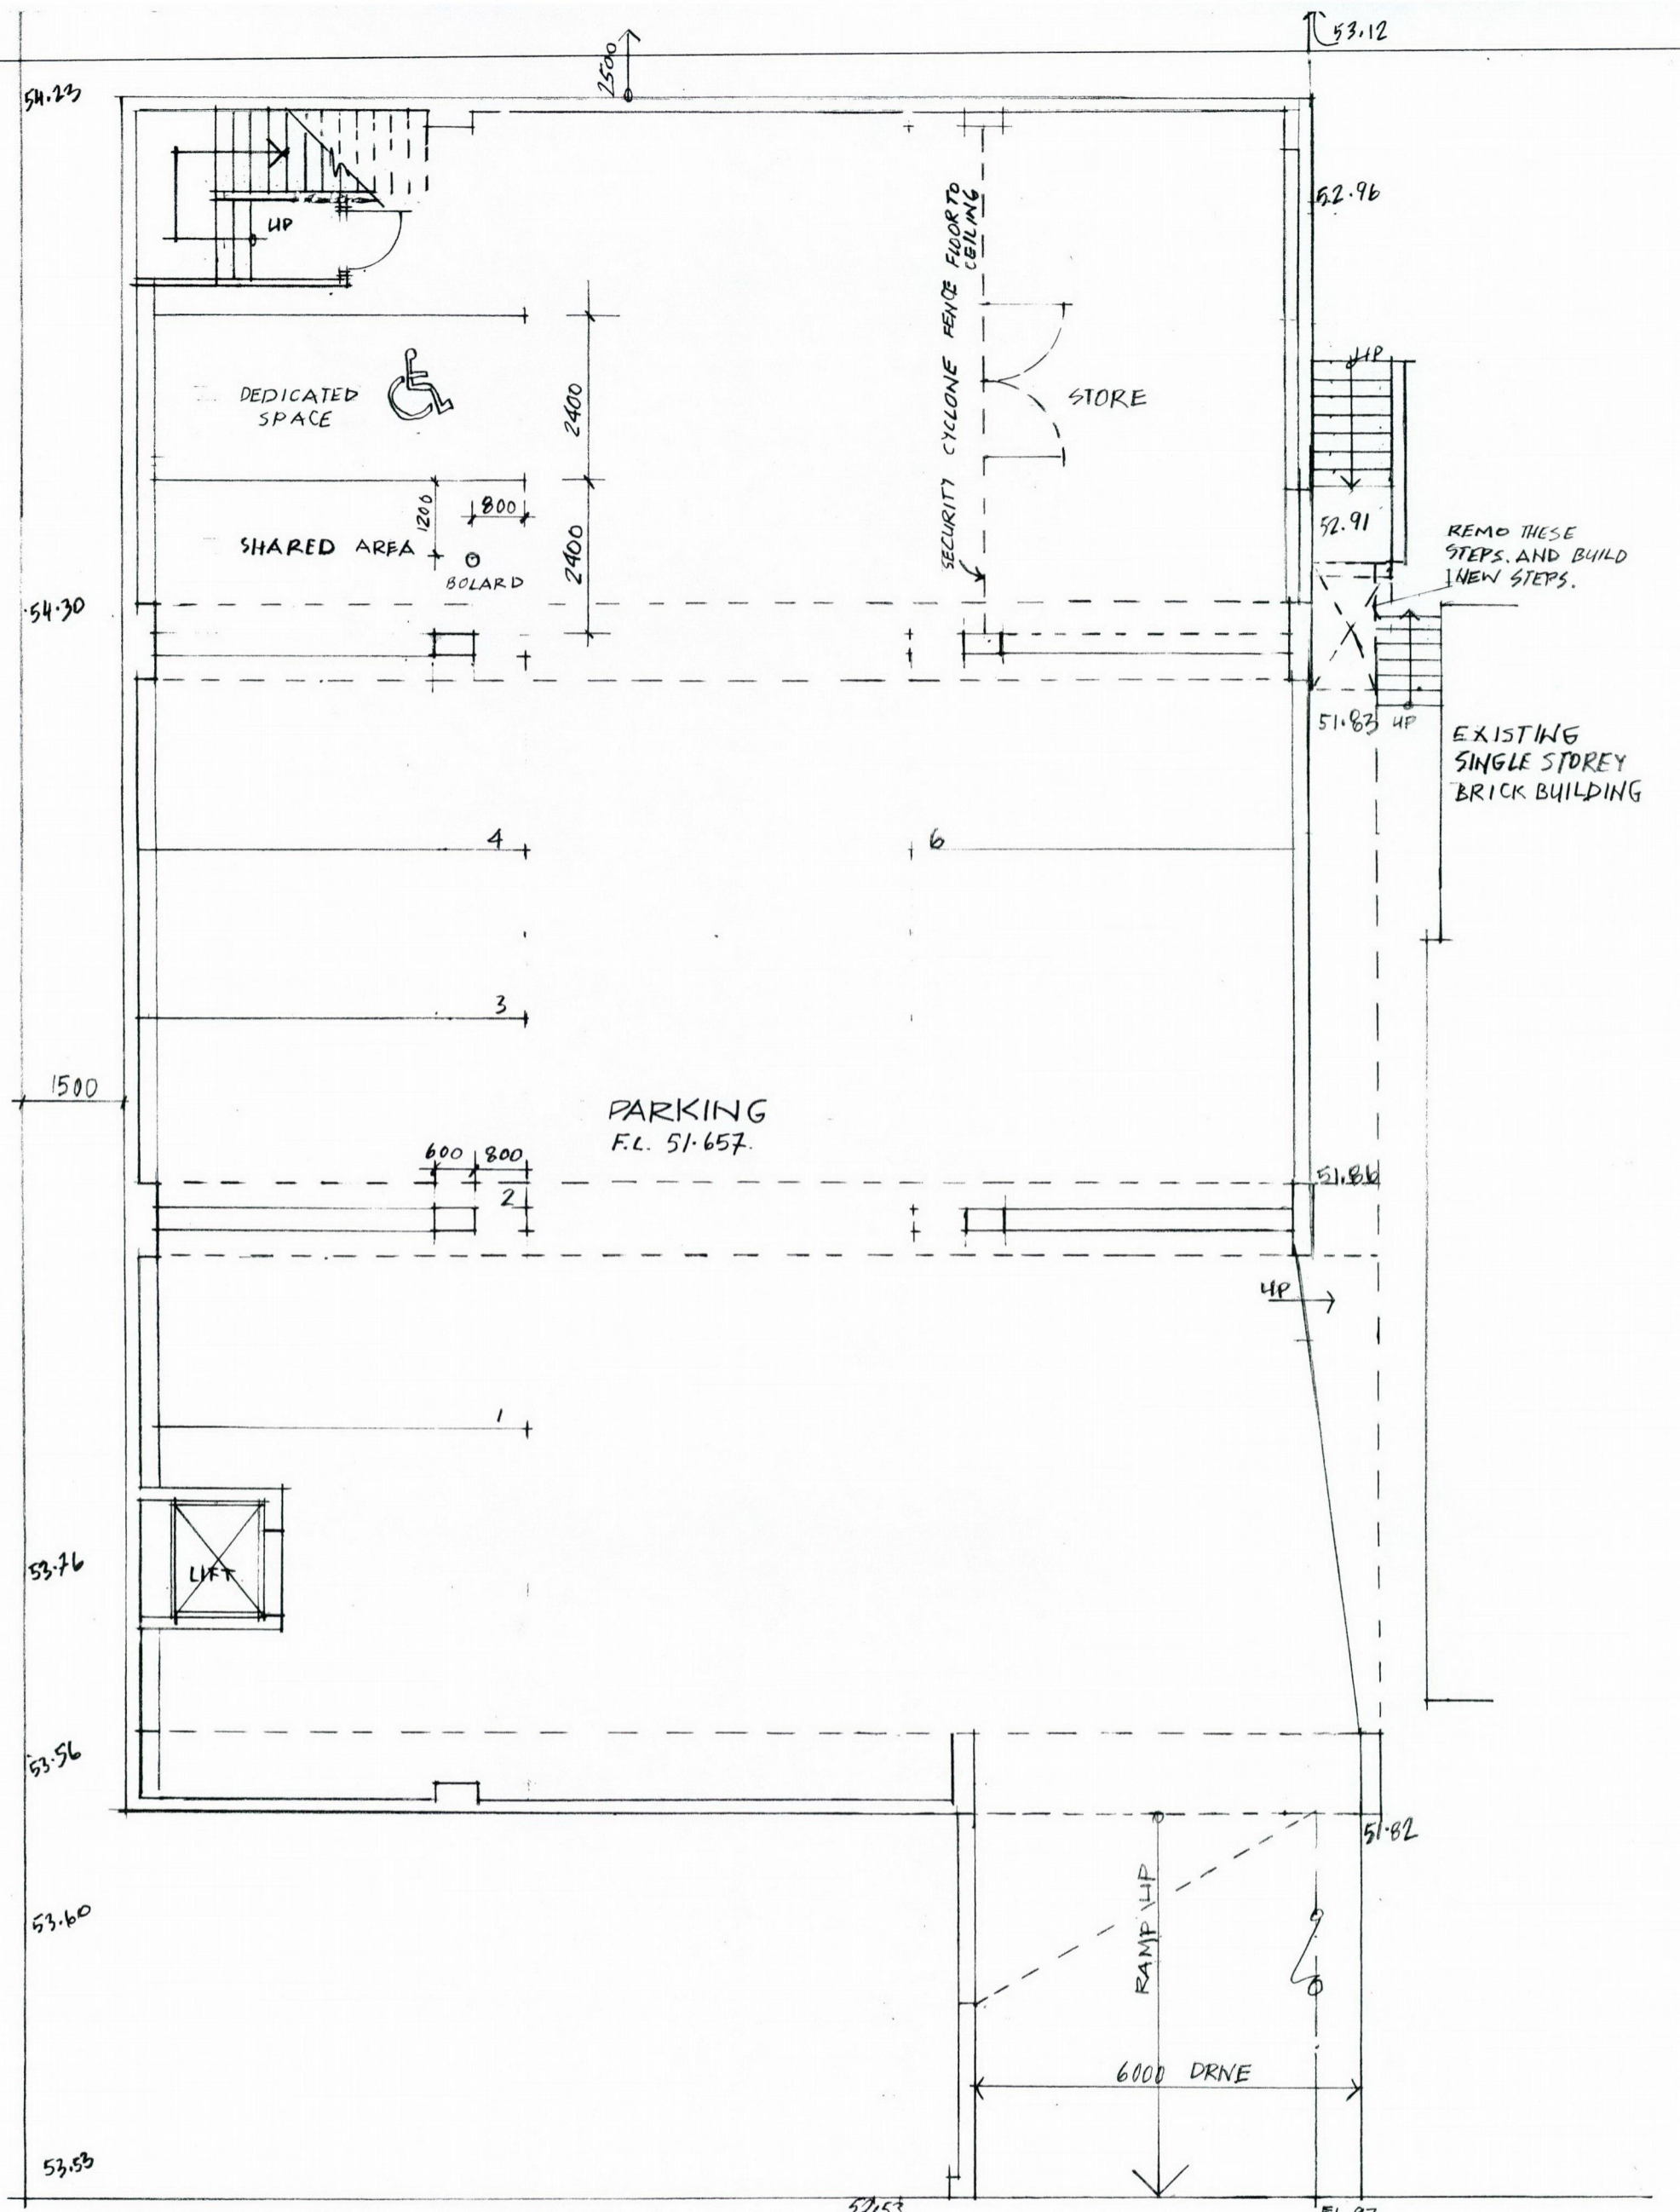 53.12
2500
54.23
52.96
UP
SECURITY CYCLONE FENCE FLOOR TO
CEILING
UP
DEDICATED
SPACE
2400
STORE
1200
800
52.91
SHARED AREA
2400
BOLARD
REMO THESE
STEPS. AND BUILD
NEW STEPS.
54.30
51.83
UP
EXISTING
SINGLE STOREY
BRICK BUILDING
4
6
3
1500
PARKING
F.L. 51.657.
600
800
51.86
2
UP
1
LIFT
53.76
53.56
51.82
RAMP UP
53.60
6000 DRIVE
53.53